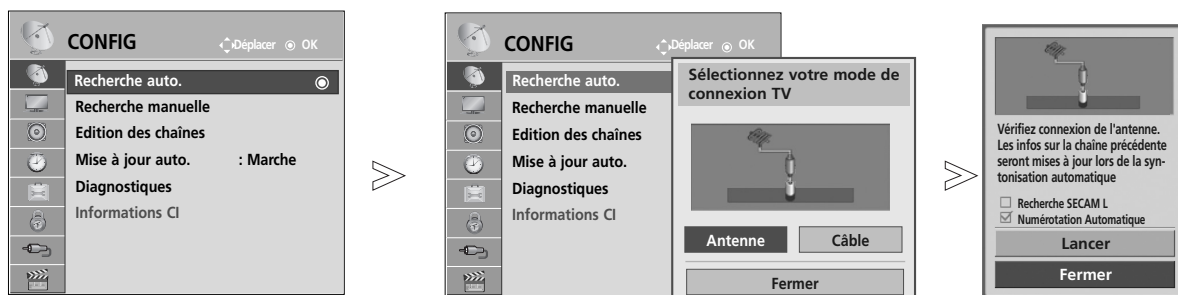 CONFIG
Déplacer OK
Recherche auto.
Recherche manuelle
Edition des chaînes
Mise à jour auto. : Marche
Diagnostiques
Informations CI
CONFIG
Déplacer OK
Recherche auto.
Recherche manuelle
Edition des chaînes
Mise à jour auto.
Diagnostiques
Informations CI
Sélectionnez votre mode de
connexion TV
Antenne Câble
Fermer
Vérifiez connexion de l'antenne.
Les infos sur la chaîne précédente
seront mises à jour lors de la syn-
tonisation automatique
Recherche SECAM L
Numérotation Automatique
Lancer
Fermer